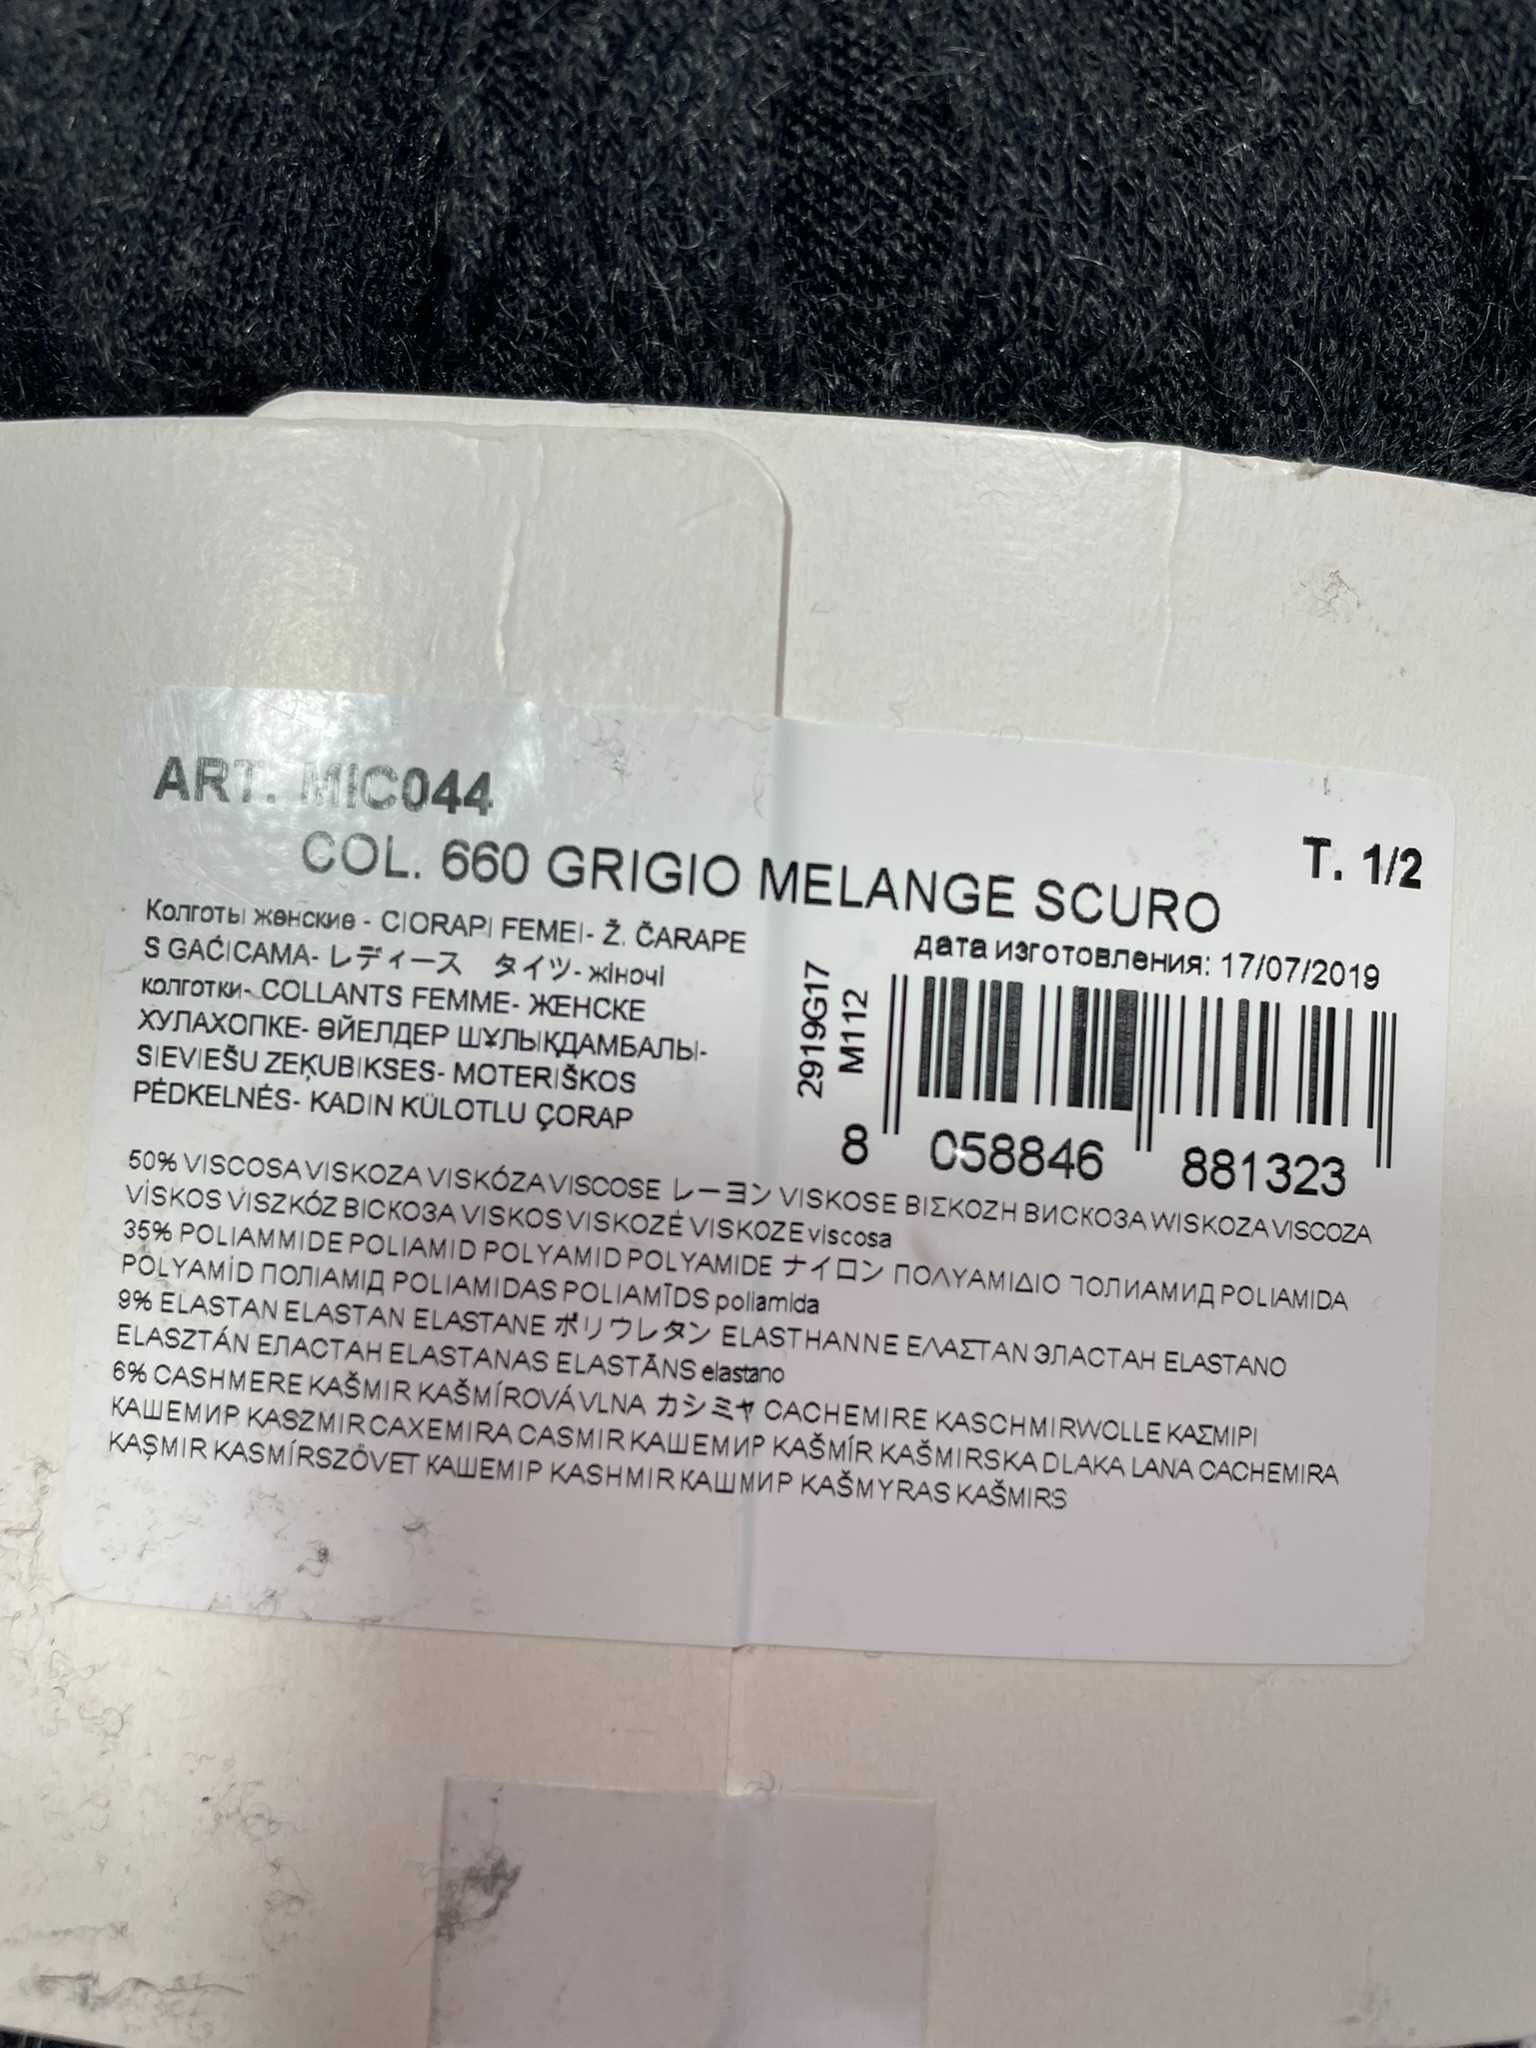 ART. MIC044
COL. 660 GRIGIO MELANGE SCURO
T. 1/2
Колготы женские - CIORAPI FEMEI- Ž. ČARAPE
S GAĆICAMA- レディース タイツ- жіночі
колготки- COLLANTS FEMME- ЖЕНСКЕ
ХУЛАХОПКЕ- ӨЙЕЛДЕР ШҰЛЫҚДАМБАЛЫ-
SIEVIEŠU ZEĶUBIKSES- MOTERIŠKOS
PĖDKELNĖS- KADIN KÜLOTLU ÇORAP
дата изготовления: 17/07/2019
2919G17
M112
8 058846 881323
50% VISCOSA VISKOZA VISKÓZA VISCOSE レーヨン VISKOSE ΒΙΣΚΟΖΗ ВИСКОЗА WISKOZA VISCOZA
VİSKOS VISZKÓZ ВІСКОЗА VISKOS VISKOZĖ VISKOZE viscosa
35% POLIAMMIDE POLIAMID POLYAMID POLYAMIDE ナイロン ΠΟΛΥΑΜΙΔΙΟ ПОЛИАМИД POLIAMIDA
POLYAMİD ПОЛІАМІД POLIAMIDAS POLIAMĪDS poliamida
9% ELASTAN ELASTAN ELASTANE ポリウレタン ELASTHANNE ΕΛΑΣΤΑΝ ЭЛАСТАН ELASTANO
ELASZTÁN ЕЛАСТАН ELASTANAS ELASTĀNS elastano
6% CASHMERE KAŠMIR KAŠMÍROVÁ VLNA カシミヤ CACHEMIRE KASCHMIRWOLLE ΚΑΣΜΙΡΙ
КАШЕМИР KASZMIR CAXEMIRA CASMIR КАШЕМИР KAŠMÍR KAŠMIRSKA DLAKA LANA CACHEMIRA
KAŞMIR KASMÍRSZÖVET КАШЕМІР KASHMIR КАШМИР KAŠMYRAS KAŠMIRS